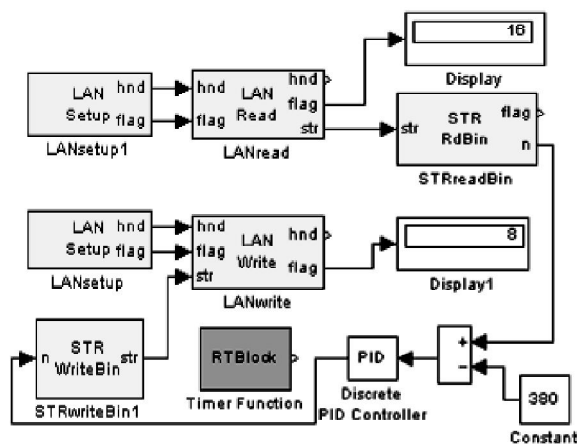 16
Display
LAN
Setup
hnd
flag
LANsetup1
hnd
flag
LAN
Read
hnd
flag
str
LANread
str
STR
RdBin
flag
n
STRreadBin
LAN
Setup
hnd
flag
LANsetup
hnd
flag
str
LAN
Write
hnd
flag
LANwrite
8
Display1
n
STR
WriteBin
str
STRwriteBin1
RTBlock
Timer Function
PID
Discrete
PID Controller
+
−
380
Constant